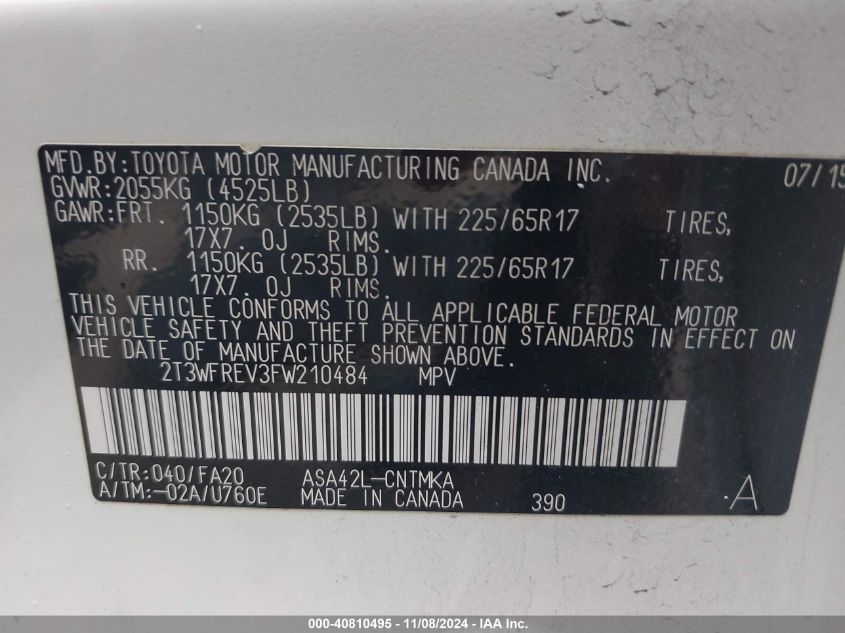 MFD.BY:TOYOTA MOTOR MANUFACTURING CANADA INC. 07/15
GVWR:2055KG (4525LB)
GAWR:FRT. 1150KG (2535LB) WITH 225/65R17 TIRES,
17X7.0J RIMS.
RR. 1150KG (2535LB) WITH 225/65R17 TIRES,
17X7.0J RIMS.
THIS VEHICLE CONFORMS TO ALL APPLICABLE FEDERAL MOTOR
VEHICLE SAFETY AND THEFT PREVENTION STANDARDS IN EFFECT ON
THE DATE OF MANUFACTURE SHOWN ABOVE.
2T3WFREV3FW210484 MPV
C/TR:040/FA20 ASA42L-CNTMKA
A/TM:-02A/U760E MADE IN CANADA 390 .A
000-40810495 - 11/08/2024 - IAA Inc.